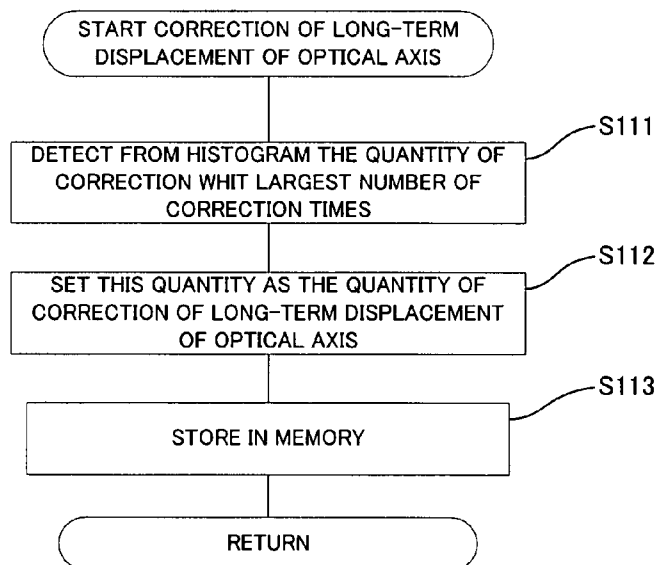 START CORRECTION OF LONG-TERM
DISPLACEMENT OF OPTICAL AXIS
S111
DETECT FROM HISTOGRAM THE QUANTITY OF
CORRECTION WHIT LARGEST NUMBER OF
CORRECTION TIMES
S112
SET THIS QUANTITY AS THE QUANTITY OF
CORRECTION OF LONG-TERM DISPLACEMENT
OF OPTICAL AXIS
S113
STORE IN MEMORY
RETURN